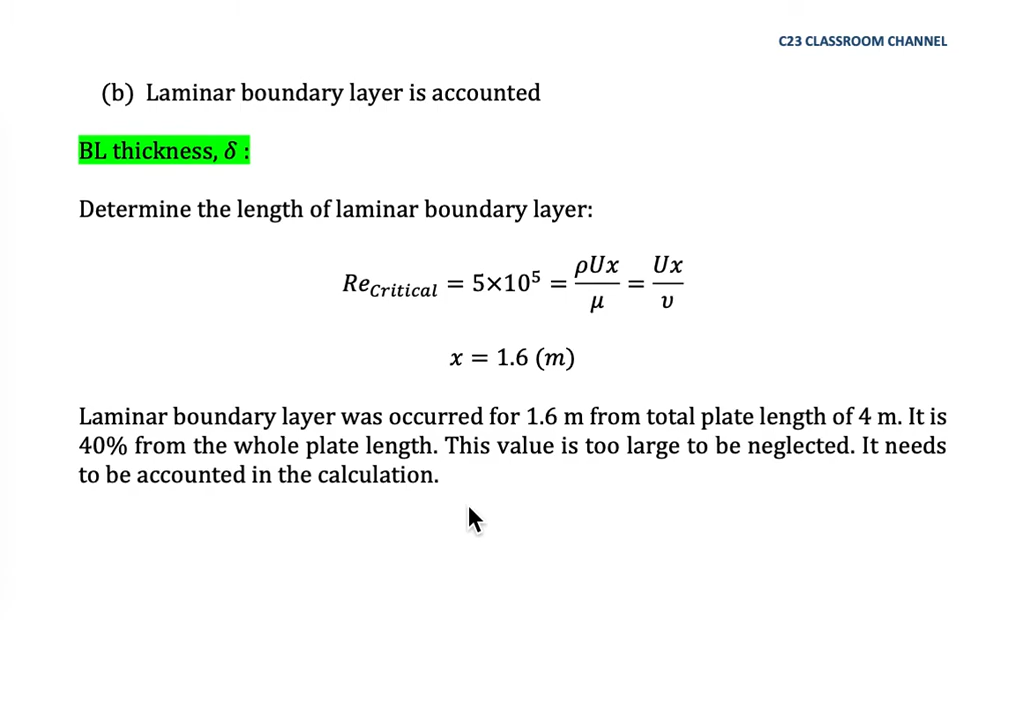 C23 CLASSROOM CHANNEL
(b) Laminar boundary layer is accounted
BL thickness, δ :
Determine the length of laminar boundary layer:
Re_Critical = 5×10⁵ = ρUx/μ = Ux/υ
x = 1.6 (m)
Laminar boundary layer was occurred for 1.6 m from total plate length of 4 m. It is
40% from the whole plate length. This value is too large to be neglected. It needs
to be accounted in the calculation.